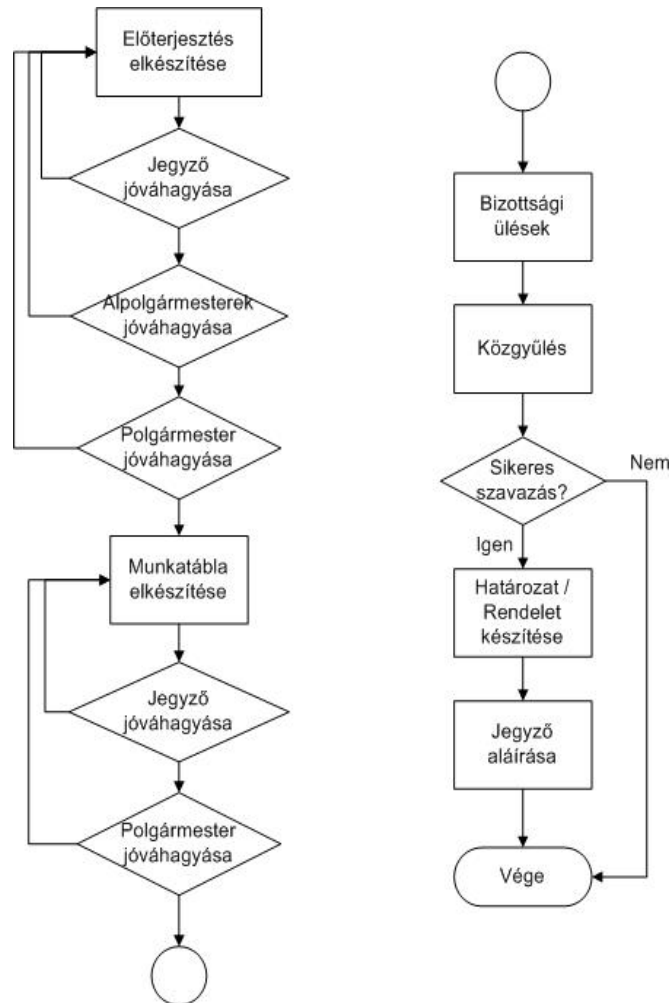 Előterjesztés
elkészítése
Jegyző
jóváhagyása
Alpolgármesterek
jóváhagyása
Polgármester
jóváhagyása
Munkatábla
elkészítése
Jegyző
jóváhagyása
Polgármester
jóváhagyása
Bizottsági
ülések
Közgyűlés
Sikeres
szavazás?
Nem
Igen
Határozat /
Rendelet
készítése
Jegyző
aláírása
Vége